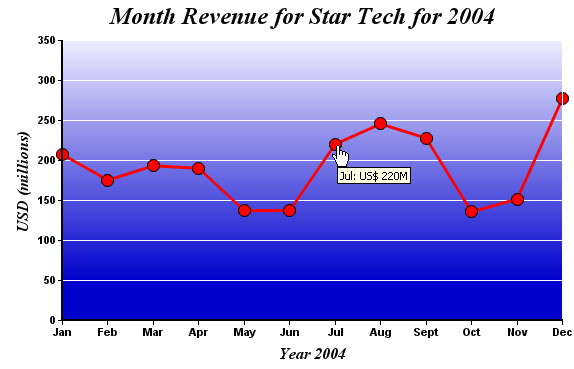 Month Revenue for Star Tech for 2004
350
300
250
200
150
100
50
0
USD (millions)
Jul: US$ 220M
Jan Feb Mar Apr May Jun Jul Aug Sept Oct Nov Dec
Year 2004